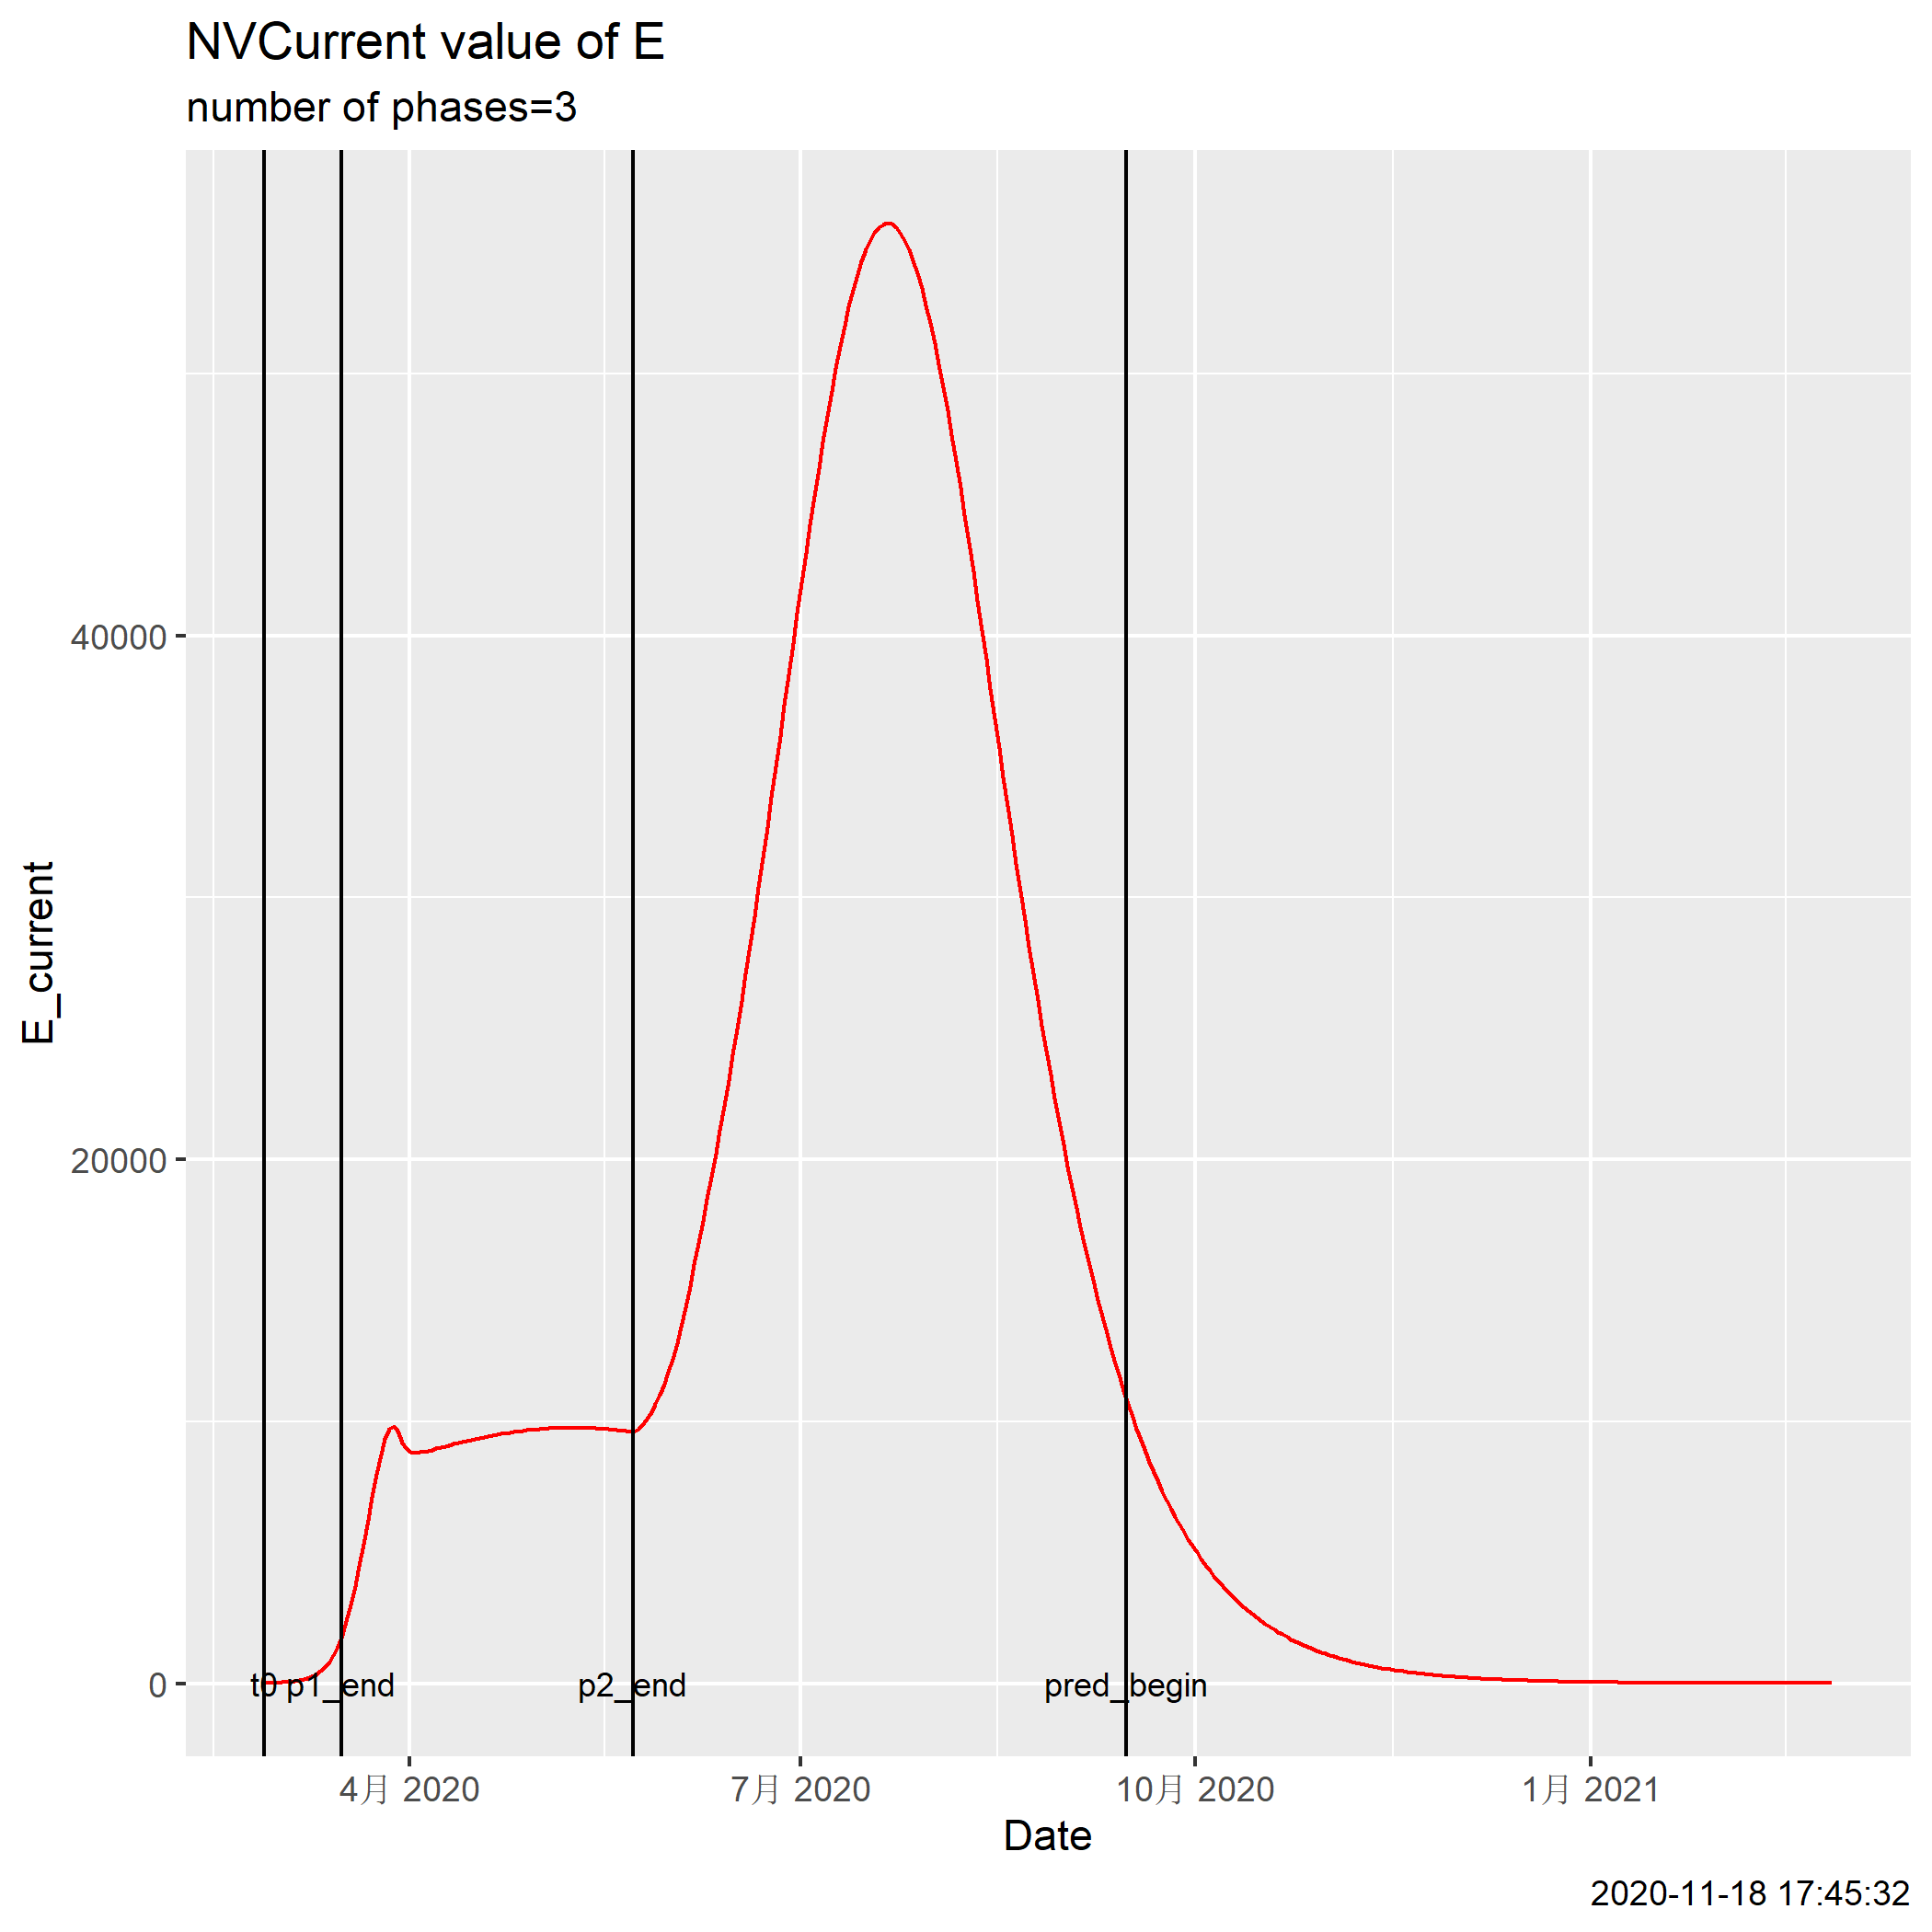 NVCurrent value of E
number of phases=3
E_current
40000
20000
0
t0 p1_end p2_end pred_begin
4月 2020 7月 2020 10月 2020 1月 2021
Date
2020-11-18 17:45:32